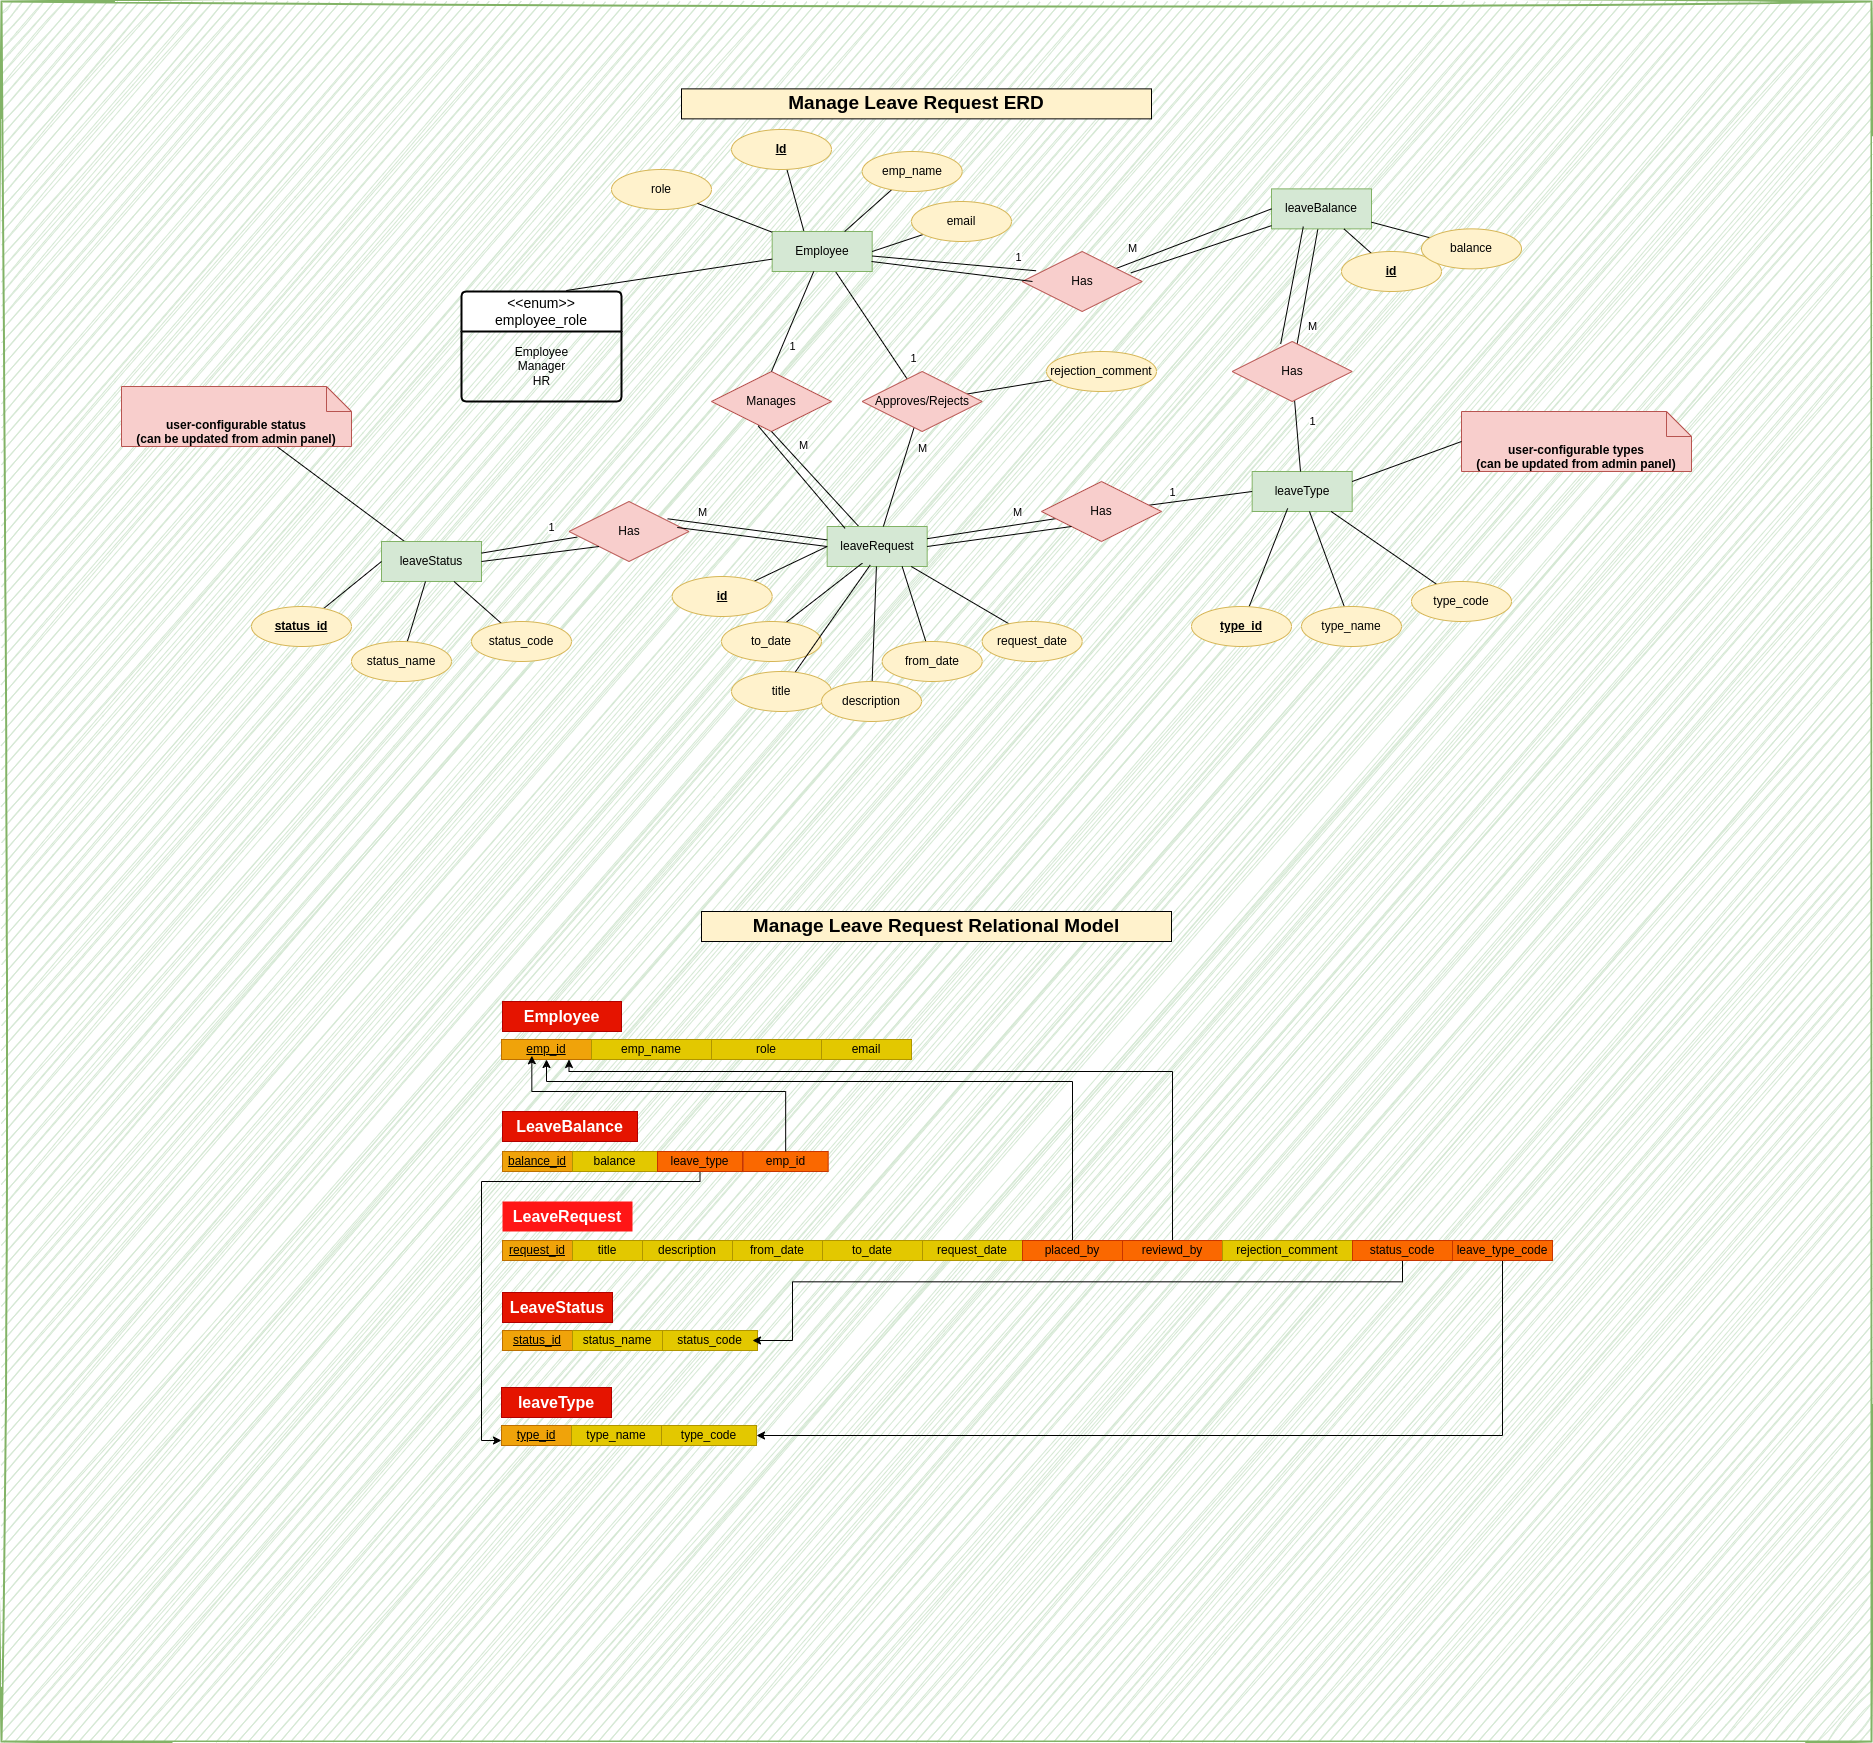 Manage Leave Request ERD
Id
emp_name
role
email
Employee
leaveBalance
balance
id
1
M
Has
<<enum>>
employee_role
Employee
Manager
HR
1
1
M
rejection_comment
Manages
Approves/Rejects
Has
user-configurable status
(can be updated from admin panel)
M
M
1
user-configurable types
(can be updated from admin panel)
leaveType
1
M
Has
M
1
Has
leaveStatus
leaveRequest
id
status_id
status_name
status_code
to_date
title
description
from_date
request_date
type_id
type_name
type_code
Manage Leave Request Relational Model
Employee
emp_id emp_name role email
LeaveBalance
balance_id balance leave_type emp_id
LeaveRequest
request_id title description from_date to_date request_date placed_by reviewd_by rejection_comment status_code leave_type_code
LeaveStatus
status_id status_name status_code
leaveType
type_id type_name type_code